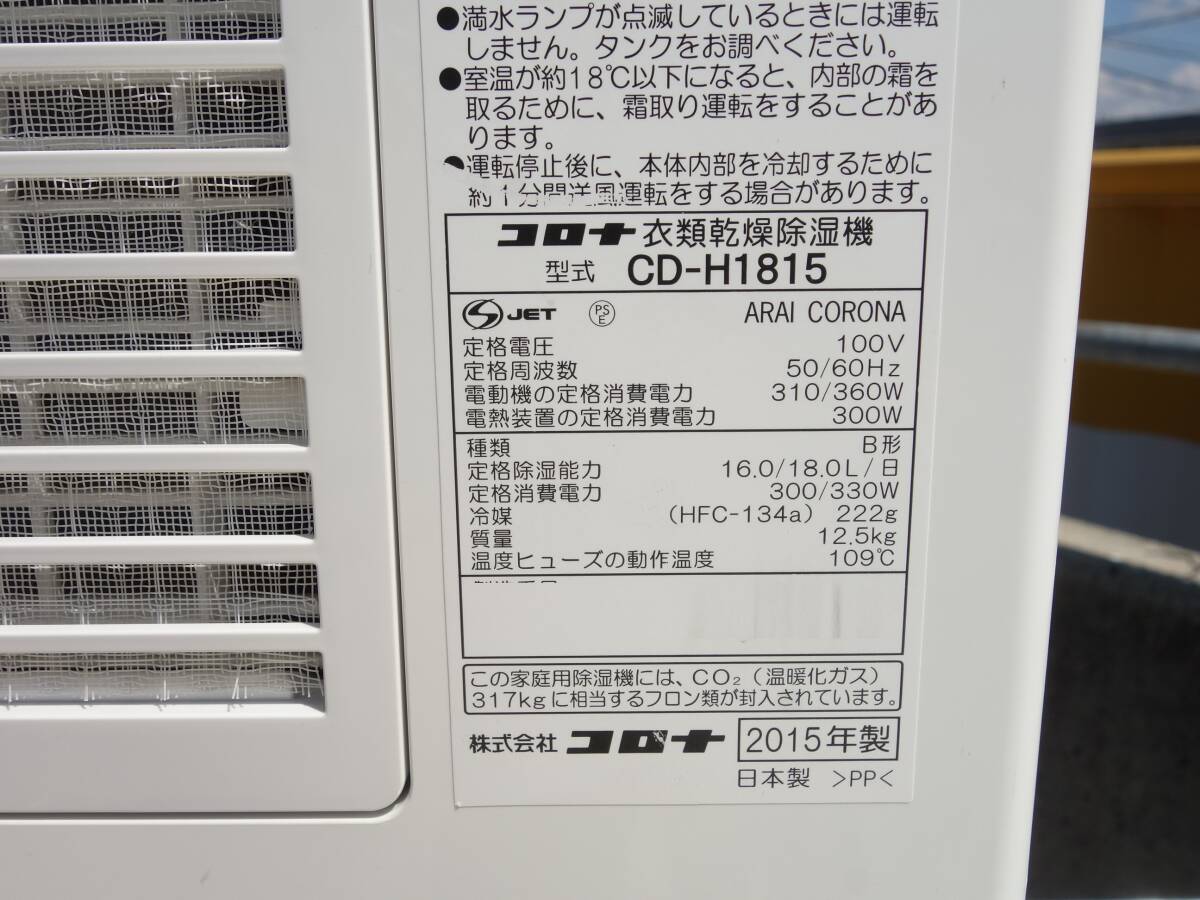 ●満水ランプが点滅しているときには運転
しません。タンクをお調べください。
●室温が約18℃以下になると、内部の霜を
取るために、霜取り運転をすることがあ
ります。
●運転停止後に、本体内部を冷却するために
約1分間送風運転をする場合があります。
コロナ 衣類乾燥除湿機
型式 CD-H1815
S JET PSE ARAI CORONA
定格電圧 100V
定格周波数 50/60Hz
電動機の定格消費電力 310/360W
電熱装置の定格消費電力 300W
種類 B形
定格除湿能力 16.0/18.0L/日
定格消費電力 300/330W
冷媒 (HFC-134a) 222g
質量 12.5kg
温度ヒューズの動作温度 109℃
この家庭用除湿機には、CO₂(温暖化ガス)
317kgに相当するフロン類が封入されています。
株式会社 コロナ 2015年製
日本製 >PP<